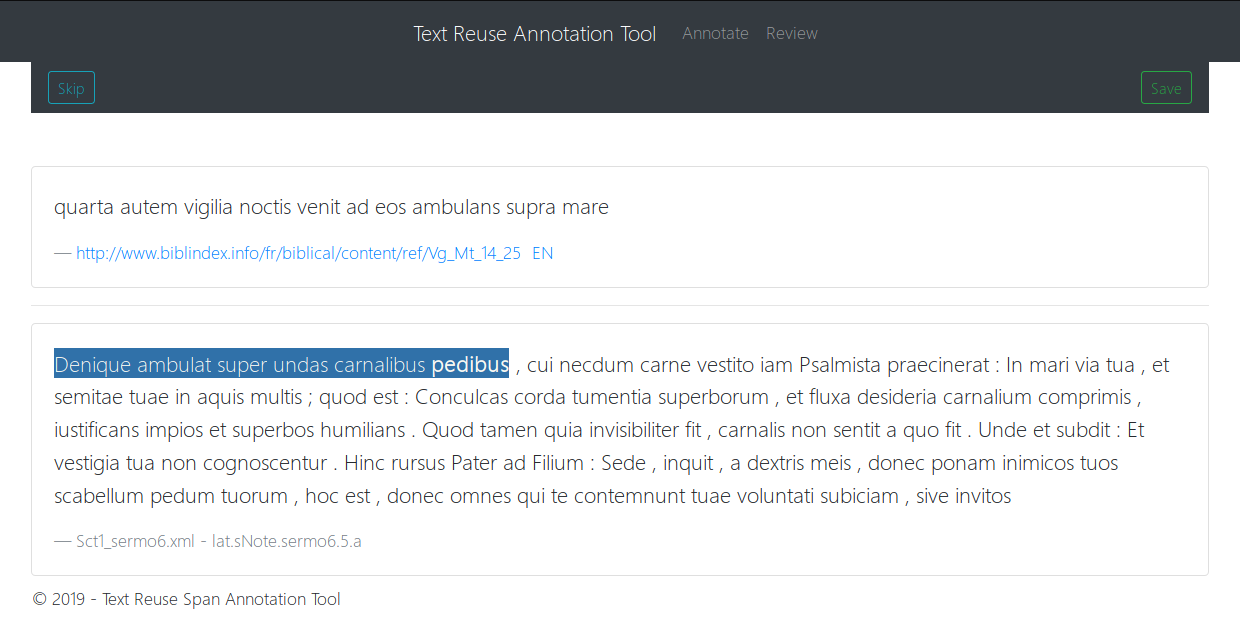 Text Reuse Annotation Tool Annotate Review
Skip Save
quarta autem vigilia noctis venit ad eos ambulans supra mare
— http://www.biblindex.info/fr/biblical/content/ref/Vg_Mt_14_25 EN
Denique ambulat super undas carnalibus pedibus , cui necdum carne vestito iam Psalmista praecinerat : In mari via tua , et
semitae tuae in aquis multis ; quod est : Conculcas corda tumentia superborum , et fluxa desideria carnalium comprimis ,
iustificans impios et superbos humilians . Quod tamen quia invisibiliter fit , carnalis non sentit a quo fit . Unde et subdit : Et
vestigia tua non cognoscentur . Hinc rursus Pater ad Filium : Sede , inquit , a dextris meis , donec ponam inimicos tuos
scabellum pedum tuorum , hoc est , donec omnes qui te contemnunt tuae voluntati subiciam , sive invitos
— Sct1_sermo6.xml - lat.sNote.sermo6.5.a
© 2019 - Text Reuse Span Annotation Tool